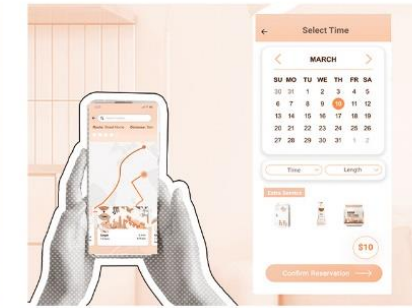 Select Time
MARCH
SU MO TU WE TH FR SA
30 31 1 2 3 4 5
6 7 8 9 10 11 12
13 14 15 16 17 18 19
20 21 22 23 24 25 26
27 28 29 30 31 1 2
Time
Length
Extra Services
$10
Confirm Reservation